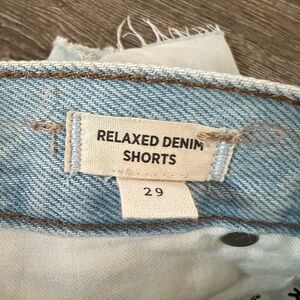 RELAXED DENIM
SHORTS
29